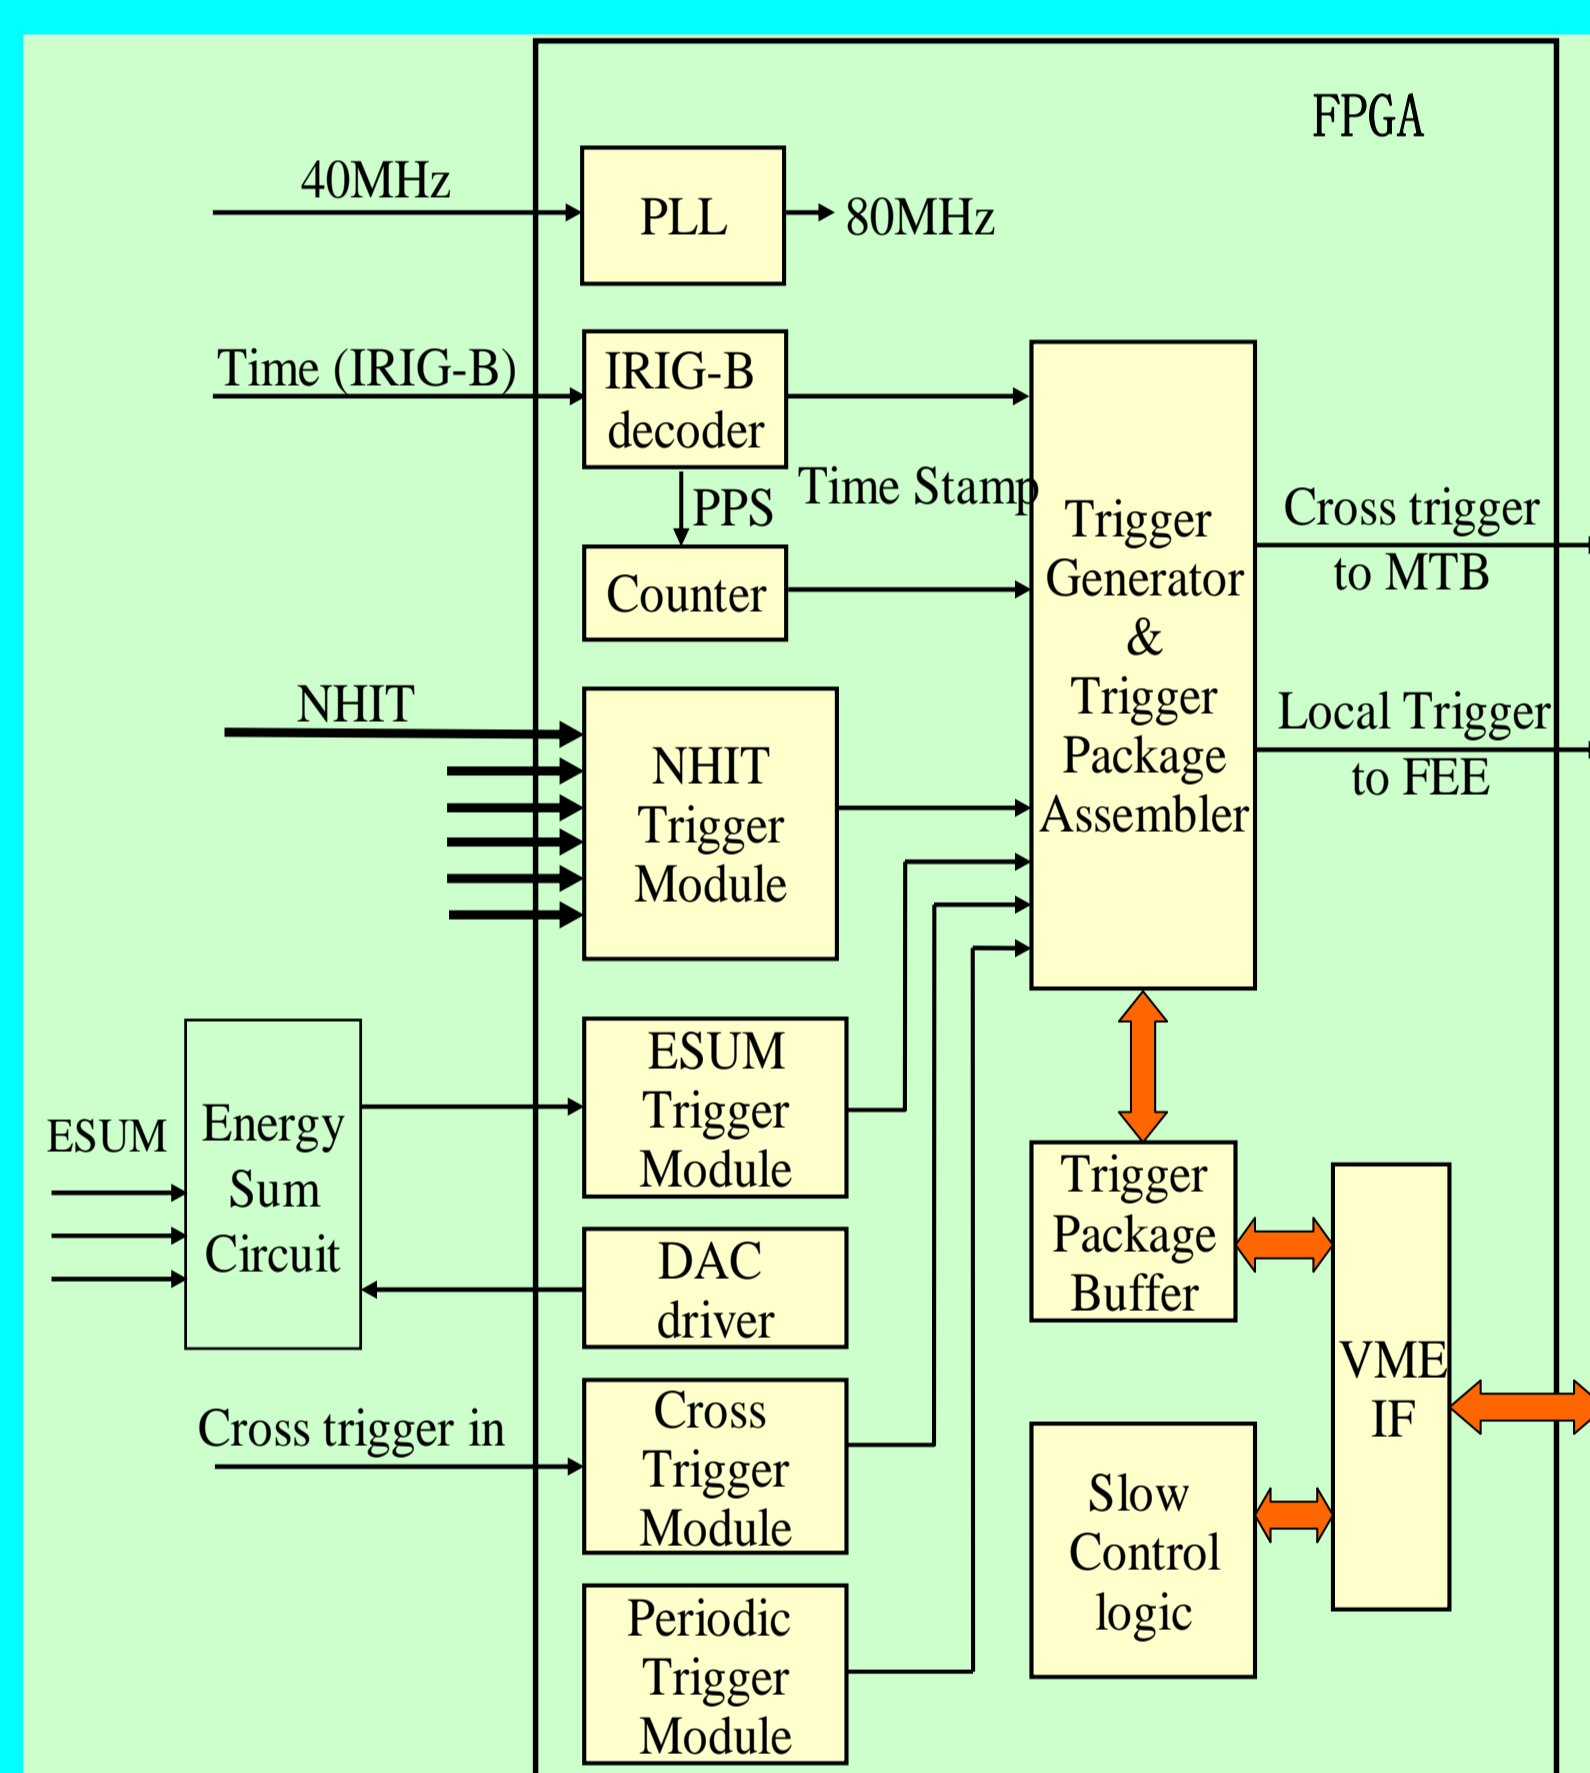 FPGA
40MHz
PLL
80MHz
Time (IRIG-B)
IRIG-B
decoder
PPS
Time Stamp
Counter
Trigger
Generator
&
Trigger
Package
Assembler
Cross trigger
to MTB
Local Trigger
to FEE
NHIT
NHIT
Trigger
Module
ESUM
Energy
Sum
Circuit
ESUM
Trigger
Module
DAC
driver
Cross trigger in
Cross
Trigger
Module
Periodic
Trigger
Module
Trigger
Package
Buffer
VME
IF
Slow
Control
logic